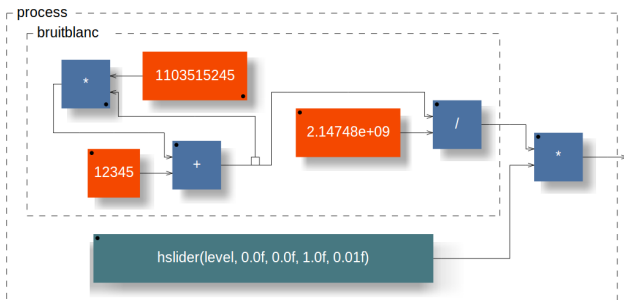 process
bruitblanc
*
1103515245
2.14748e+09
/
*
12345
+
hslider(level, 0.0f, 0.0f, 1.0f, 0.01f)